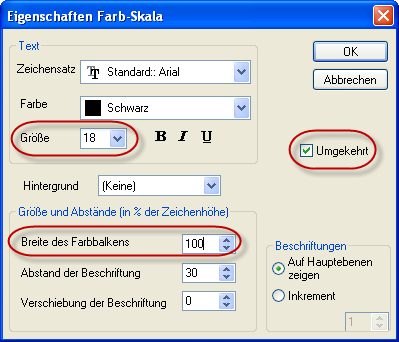 Eigenschaften Farb-Skala
Text
Zeichensatz Standard:: Arial
Farbe Schwarz
Größe 18 B I U
OK
Abbrechen
Umgekehrt
Hintergrund (Keine)
Größe und Abstände (in % der Zeichenhöhe)
Breite des Farbbalkens 100
Abstand der Beschriftung 30
Verschiebung der Beschriftung 0
Beschriftungen
Auf Hauptebenen
zeigen
Inkrement
1